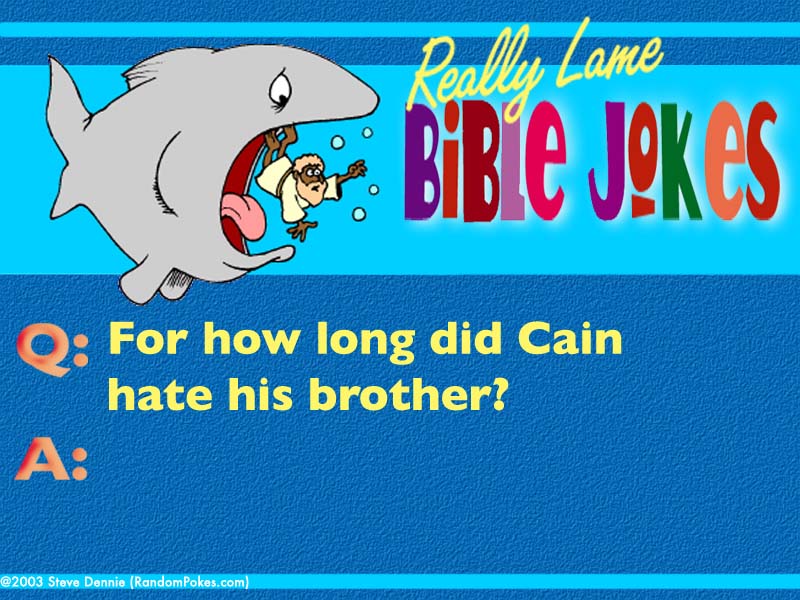 Really Lame
BiBLE JoKeS
Q: For how long did Cain
hate his brother?
A:
@2003 Steve Dennie (RandomPokes.com)